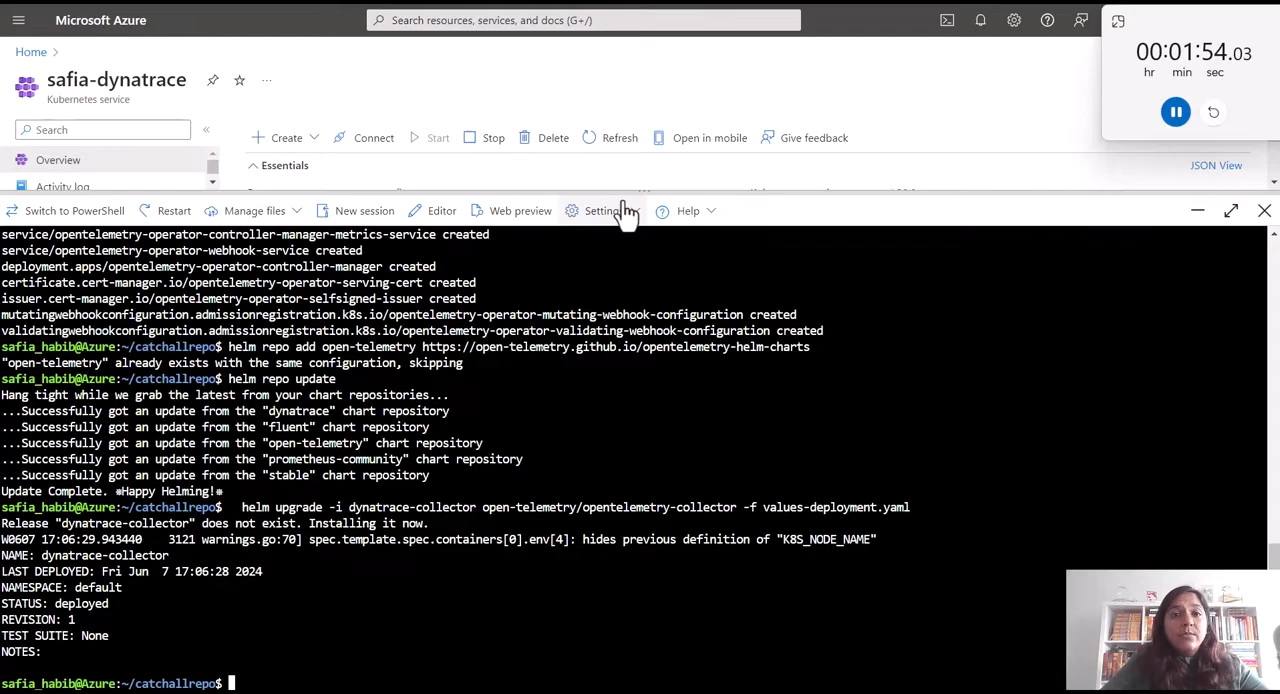 Microsoft Azure
Search resources, services, and docs (G+/)
00:01:54.03
hr min sec
Home >
safia-dynatrace
Kubernetes service
Search
Create Connect Start Stop Delete Refresh Open in mobile Give feedback
Overview
Essentials
JSON View
Activity log
Switch to PowerShell Restart Manage files New session Editor Web preview Help
service/opentelemetry-operator-controller-manager-metrics-service created
service/opentelemetry-operator-webhook-service created
deployment.apps/opentelemetry-operator-controller-manager created
certificate.cert-manager.io/opentelemetry-operator-serving-cert created
issuer.cert-manager.io/opentelemetry-operator-selfsigned-issuer created
mutatingwebhookconfiguration.admissionregistration.k8s.io/opentelemetry-operator-mutating-webhook-configuration created
validatingwebhookconfiguration.admissionregistration.k8s.io/opentelemetry-operator-validating-webhook-configuration created
safia_habib@Azure:~/catchallrepo$ helm repo add open-telemetry https://open-telemetry.github.io/opentelemetry-helm-charts
"open-telemetry" already exists with the same configuration, skipping
safia_habib@Azure:~/catchallrepo$ helm repo update
Hang tight while we grab the latest from your chart repositories...
...Successfully got an update from the "dynatrace" chart repository
...Successfully got an update from the "fluent" chart repository
...Successfully got an update from the "open-telemetry" chart repository
...Successfully got an update from the "prometheus-community" chart repository
...Successfully got an update from the "stable" chart repository
Update Complete. ⎈Happy Helming!⎈
safia_habib@Azure:~/catchallrepo$ helm upgrade -i dynatrace-collector open-telemetry/opentelemetry-collector -f values-deployment.yaml
Release "dynatrace-collector" does not exist. Installing it now.
W0607 17:06:29.943440 3121 warnings.go:70] spec.template.spec.containers[0].env[4]: hides previous definition of "K8S_NODE_NAME"
NAME: dynatrace-collector
LAST DEPLOYED: Fri Jun 7 17:06:28 2024
NAMESPACE: default
STATUS: deployed
REVISION: 1
TEST SUITE: None
NOTES:
safia_habib@Azure:~/catchallrepo$